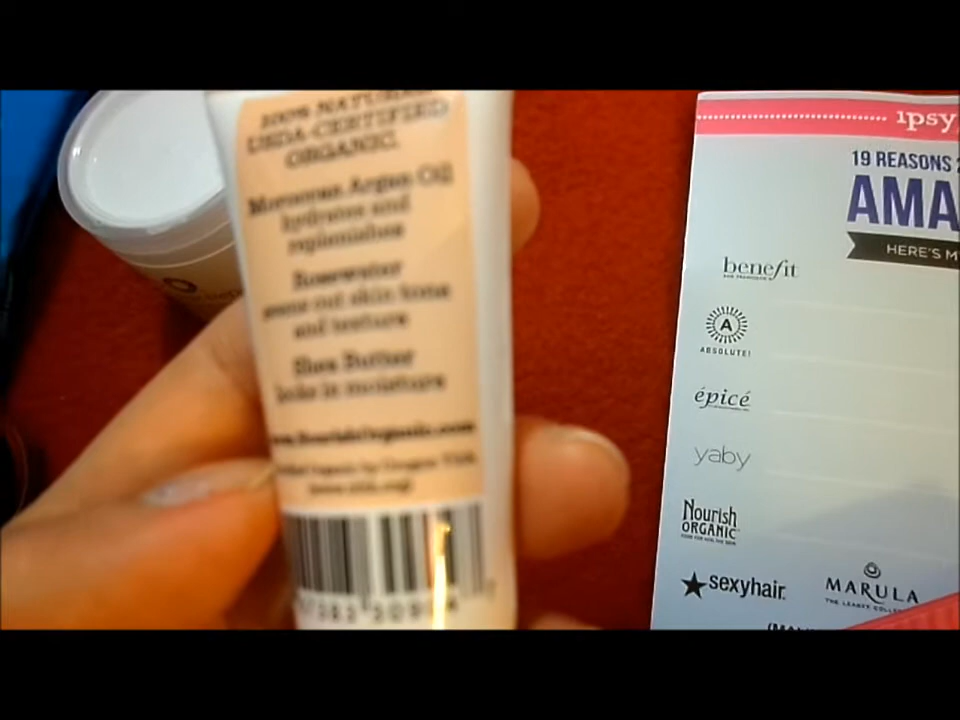 100% NATURAL
USDA-CERTIFIED
ORGANIC.
Moroccan Argan Oil
hydrates and
replenishes
Rosewater
evens out skin tone
and texture
Shea Butter
locks in moisture
ipsy
19 REASONS
AMA
HERE'S M
benefit
A
ABSOLUTE!
épicé
yaby
Nourish
ORGANIC
sexyhair
MARULA